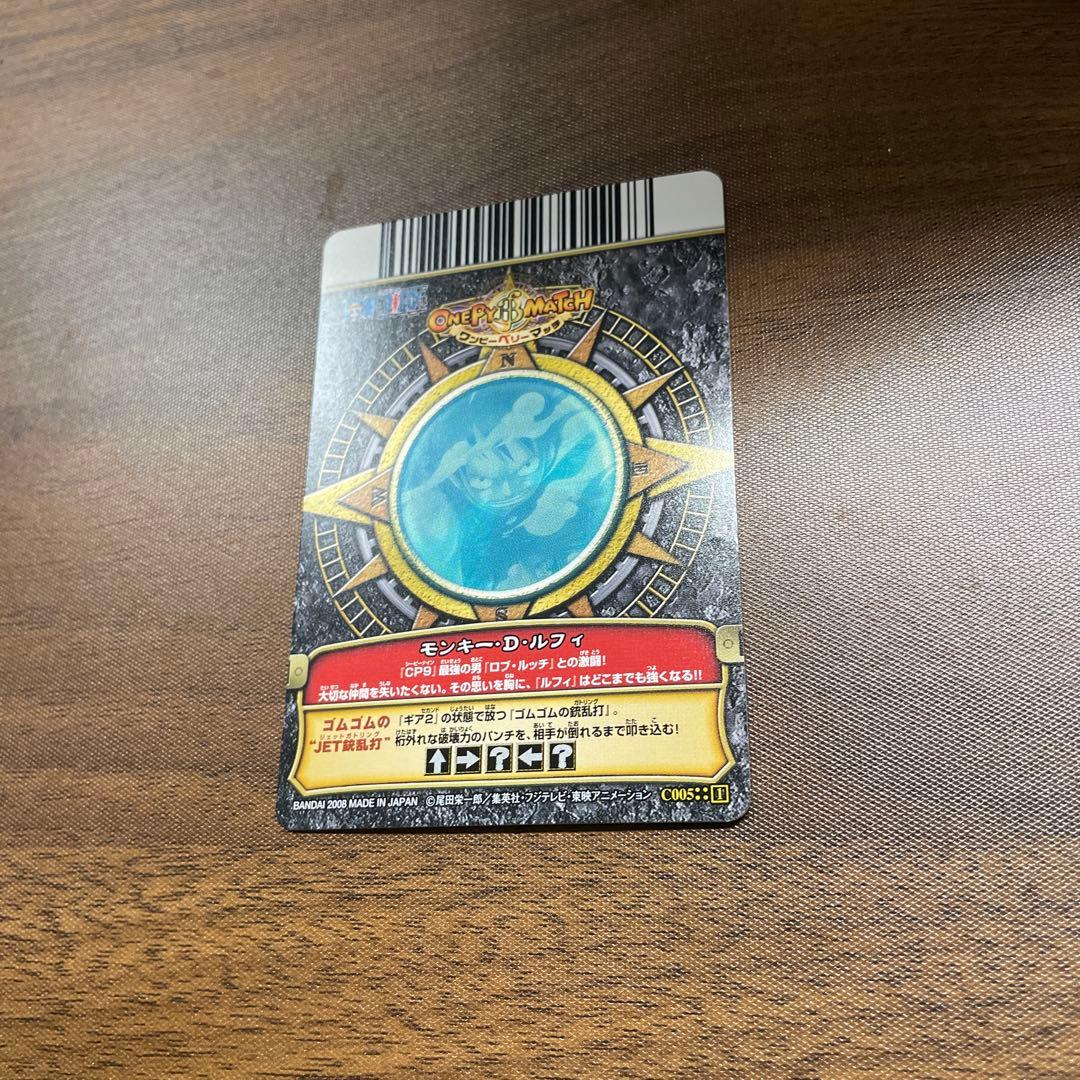 ONE PIECE
ONEPY MATCH
ワンピーベリーマッチ
N
W E
S
モンキー・D・ルフィ
『CP9』最強の男『ロブ・ルッチ』との激闘!
大切な仲間を失いたくない。その思いを胸に、『ルフィ』はどこまでも強くなる!!
ゴムゴムの
"JET銃乱打"
『ギア2』の状態で放つ『ゴムゴムの銃乱打』。
桁外れな破壊力のパンチを、相手が倒れるまで叩き込む!
↑→?←?
BANDAI 2008 MADE IN JAPAN ©尾田栄一郎/集英社・フジテレビ・東映アニメーション C005 1